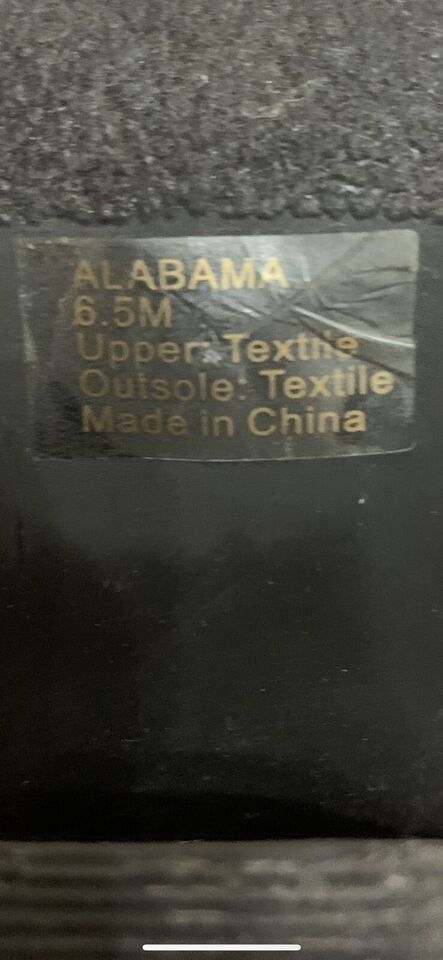 ALABAMA
6.5M
Upper: Textile
Outsole: Textile
Made in China